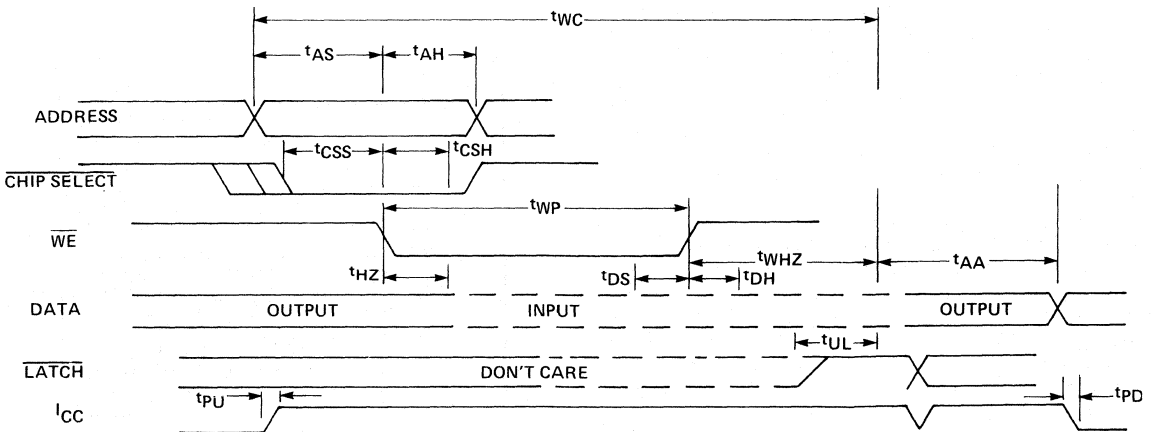 tWC
tAS tAH
ADDRESS
tCSS tCSH
CHIP SELECT
tWP
WE
tHZ tDS tDH tWHZ tAA
DATA OUTPUT INPUT OUTPUT
tUL
LATCH DON'T CARE
tPU tPD
ICC